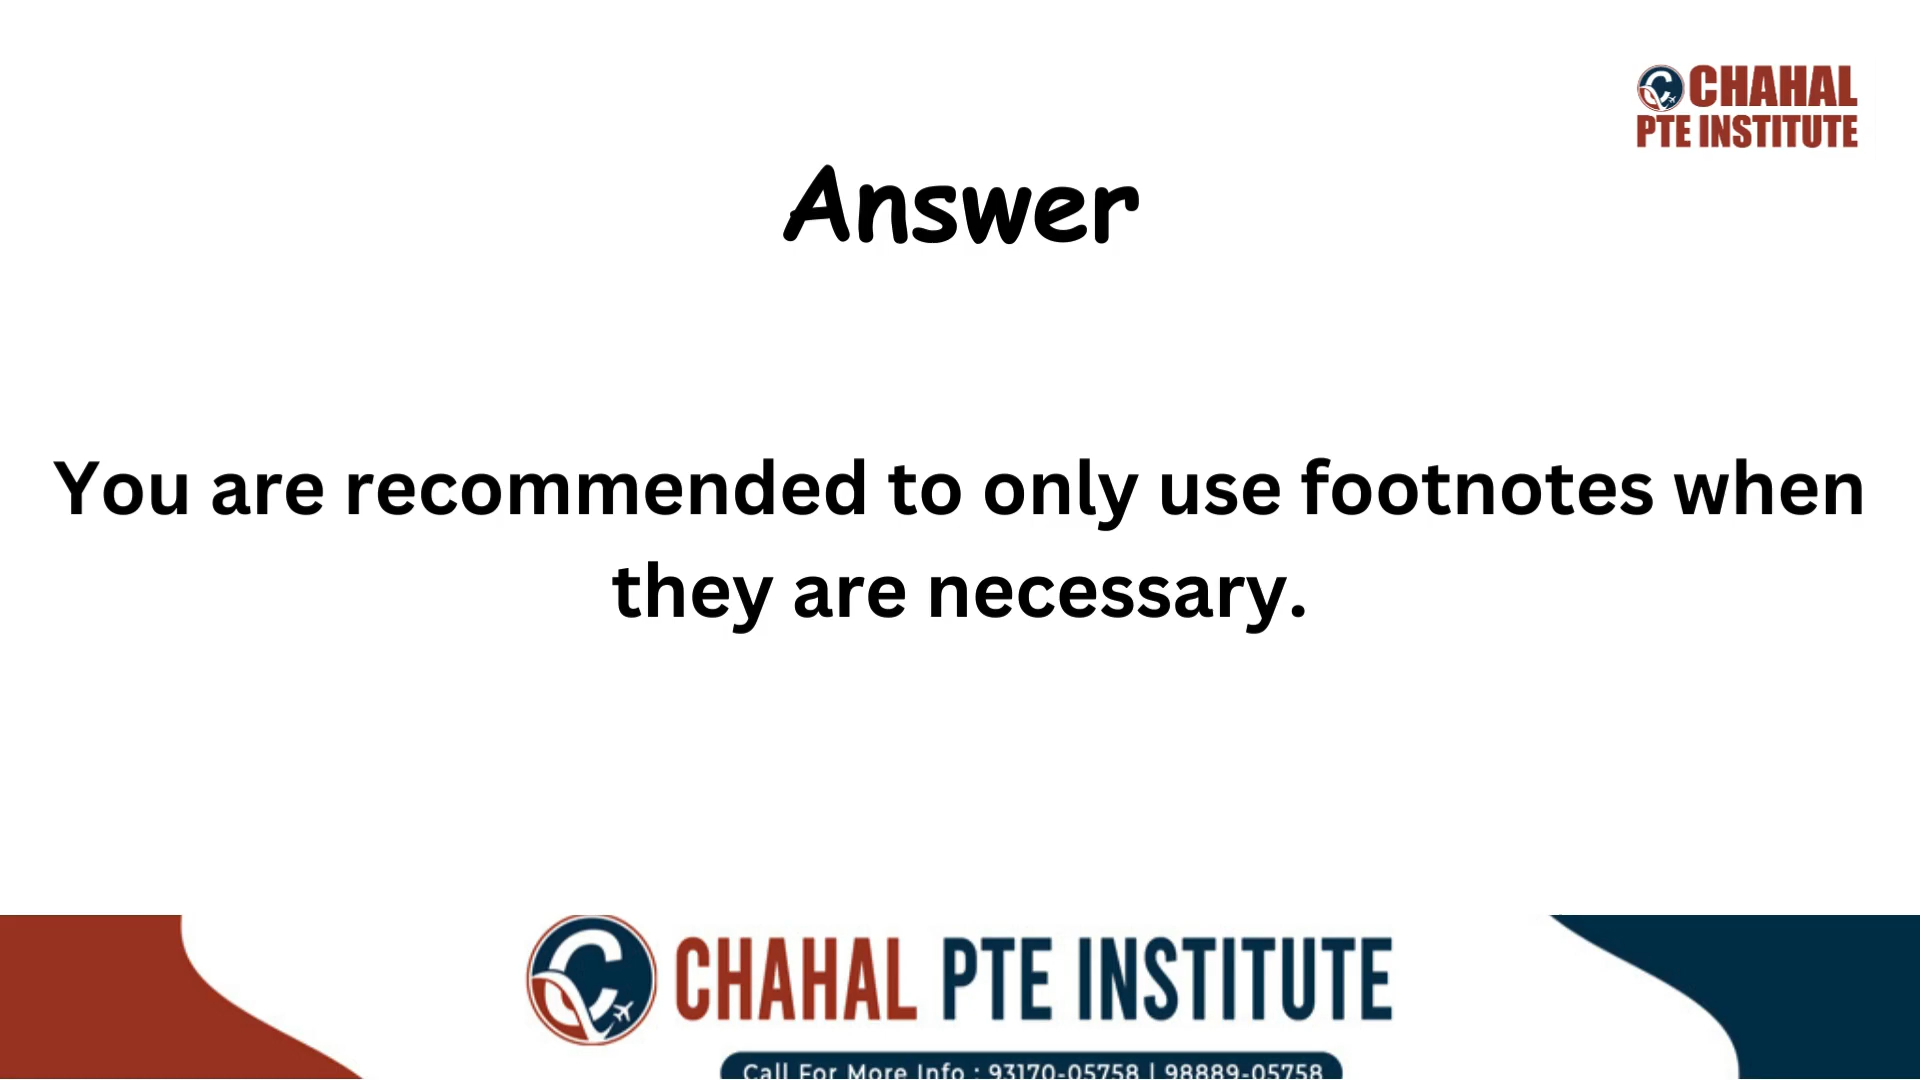 CHAHAL
PTE INSTITUTE
Answer
You are recommended to only use footnotes when
they are necessary.
CHAHAL PTE INSTITUTE
Call For More Info : 93170-05758 | 98889-05758